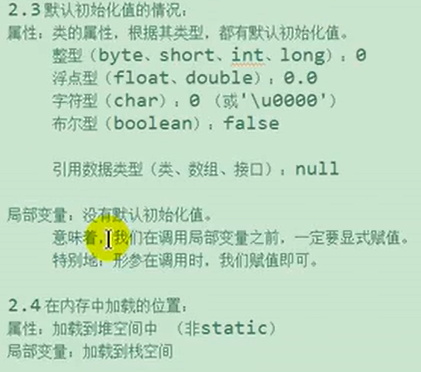 2.3 默认初始化值的情况：
属性：类的属性，根据其类型，都有默认初始化值。
整型（byte、short、int、long）：0
浮点型（float、double）：0.0
字符型（char）：0 （或'\u0000'）
布尔型（boolean）：false
引用数据类型（类、数组、接口）：null
局部变量：没有默认初始化值。
意味着，我们在调用局部变量之前，一定要显式赋值。
特别地：形参在调用时，我们赋值即可。
2.4 在内存中加载的位置：
属性：加载到堆空间中 （非static）
局部变量：加载到栈空间